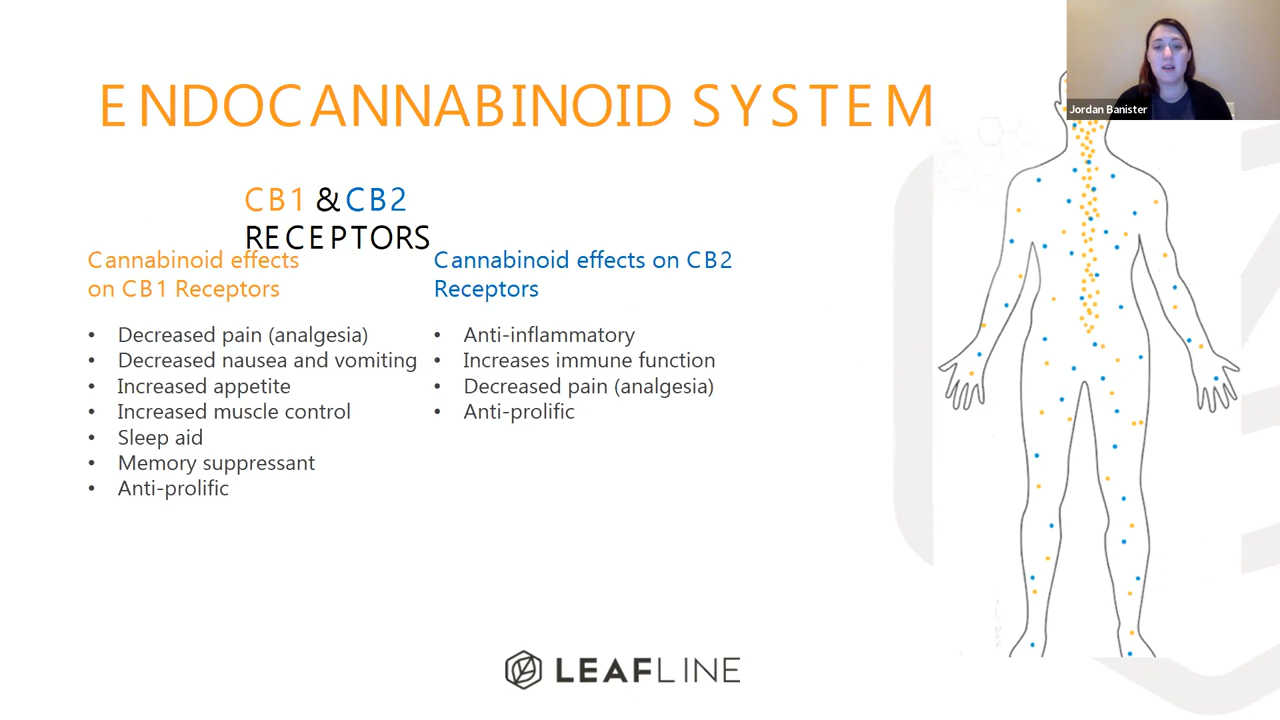 ENDOCANNABINOID SYSTEM
Jordan Banister
CB1 & CB2
RECEPTORS
Cannabinoid effects
on CB1 Receptors
• Decreased pain (analgesia)
• Decreased nausea and vomiting
• Increased appetite
• Increased muscle control
• Sleep aid
• Memory suppressant
• Anti-prolific
Cannabinoid effects on CB2
Receptors
• Anti-inflammatory
• Increases immune function
• Decreased pain (analgesia)
• Anti-prolific
LEAFLINE